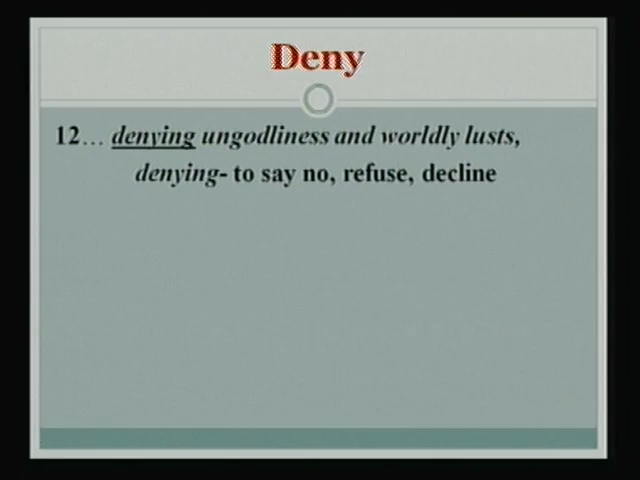 Deny
12... denying ungodliness and worldly lusts,
denying- to say no, refuse, decline